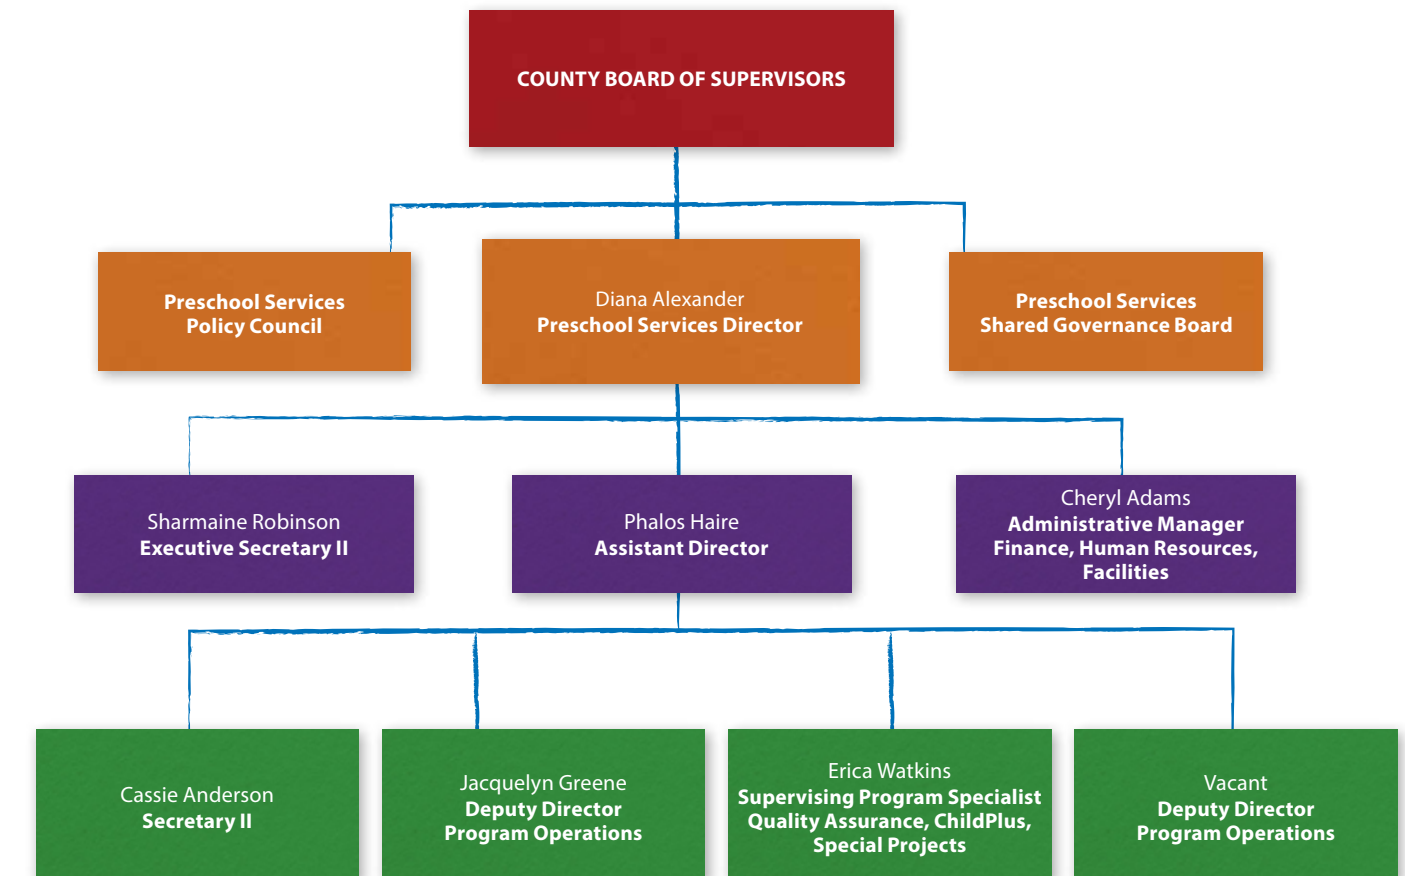 COUNTY BOARD OF SUPERVISORS
Preschool Services
Policy Council
Diana Alexander
Preschool Services Director
Preschool Services
Shared Governance Board
Sharmaine Robinson
Executive Secretary II
Phalos Haire
Assistant Director
Cheryl Adams
Administrative Manager
Finance, Human Resources,
Facilities
Cassie Anderson
Secretary II
Jacquelyn Greene
Deputy Director
Program Operations
Erica Watkins
Supervising Program Specialist
Quality Assurance, ChildPlus,
Special Projects
Vacant
Deputy Director
Program Operations